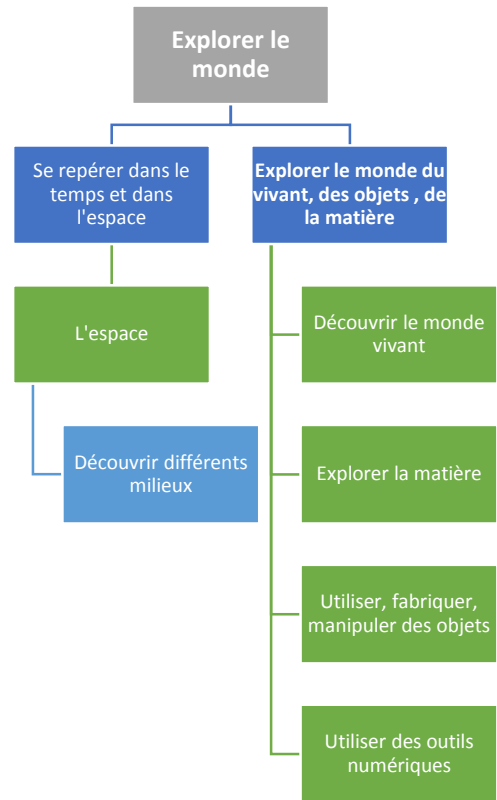 Explorer le
monde
Se repérer dans le
temps et dans
l'espace
Explorer le monde du
vivant, des objets , de
la matière
L'espace
Découvrir différents
milieux
Découvrir le monde
vivant
Explorer la matière
Utiliser, fabriquer,
manipuler des objets
Utiliser des outils
numériques